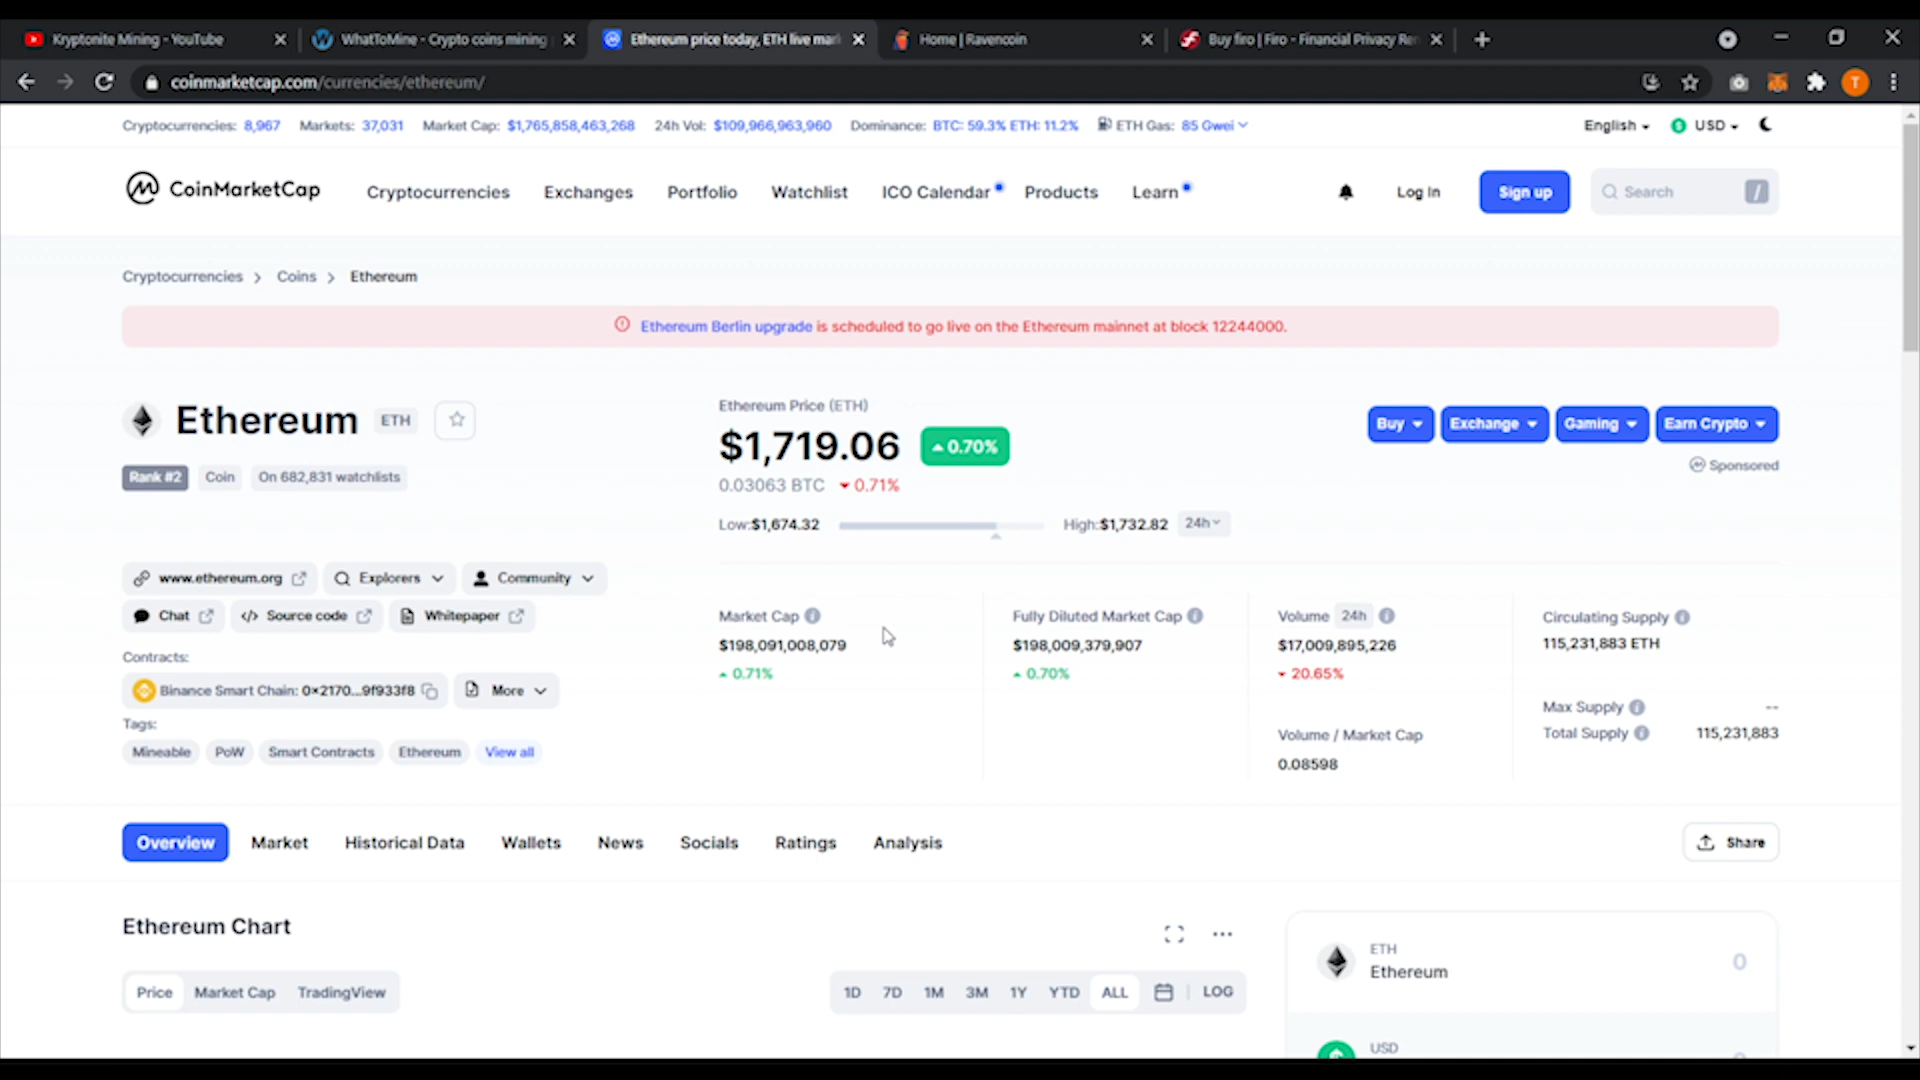 Kryptonite Mining - YouTube
WhatToMine - Crypto coins mining
Ethereum price today, ETH live mar
Home | Ravencoin
Buy firo | Firo - Financial Privacy Re
coinmarketcap.com/currencies/ethereum/
T
Cryptocurrencies: 8,967 Markets: 37,031 Market Cap: $1,765,858,463,268 24h Vol: $109,966,963,960 Dominance: BTC: 59.3% ETH: 11.2% ETH Gas: 85 Gwei
English USD
CoinMarketCap
Cryptocurrencies Exchanges Portfolio Watchlist ICO Calendar Products Learn
Log In Sign up Search /
Cryptocurrencies > Coins > Ethereum
Ethereum Berlin upgrade is scheduled to go live on the Ethereum mainnet at block 12244000.
Ethereum ETH
Rank #2 Coin On 682,831 watchlists
Ethereum Price (ETH)
$1,719.06 0.70%
0.03063 BTC 0.71%
Low:$1,674.32 High:$1,732.82 24h
Buy Exchange Gaming Earn Crypto
Sponsored
www.ethereum.org Explorers Community
Chat </> Source code Whitepaper
Contracts:
Binance Smart Chain: 0x2170...9f933f8 More
Tags:
Mineable PoW Smart Contracts Ethereum View all
Market Cap
$198,091,008,079
0.71%
Fully Diluted Market Cap
$198,009,379,907
0.70%
Volume 24h
$17,009,895,226
20.65%
Volume / Market Cap
0.08598
Circulating Supply
115,231,883 ETH
Max Supply --
Total Supply 115,231,883
Overview Market Historical Data Wallets News Socials Ratings Analysis
Share
Ethereum Chart
Price Market Cap TradingView
1D 7D 1M 3M 1Y YTD ALL LOG
ETH
Ethereum 0
USD